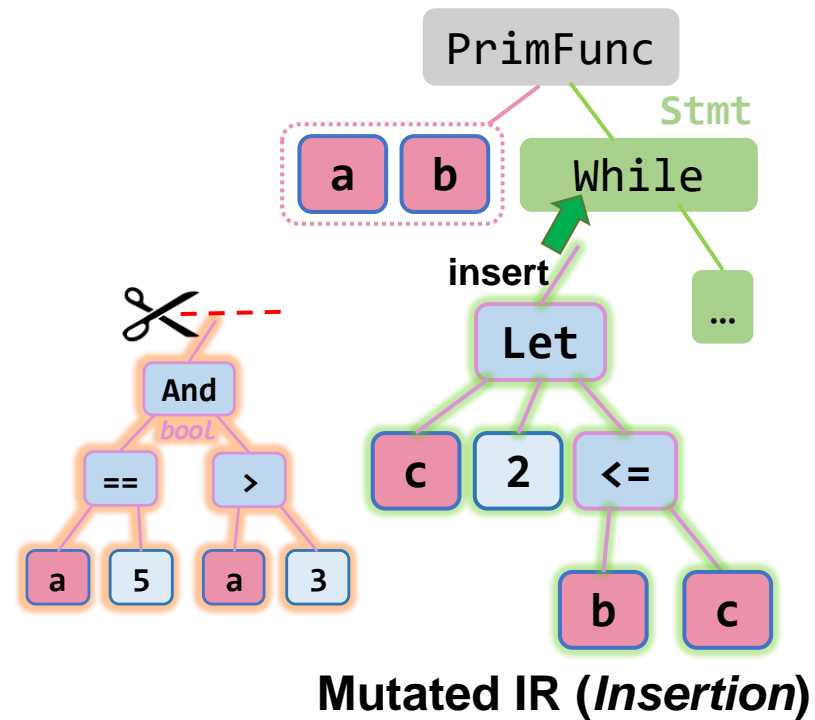 PrimFunc
Stmt
a b
While
insert
...
Let
And
bool
c 2 <=
== >
a 5 a 3
b c
Mutated IR (Insertion)